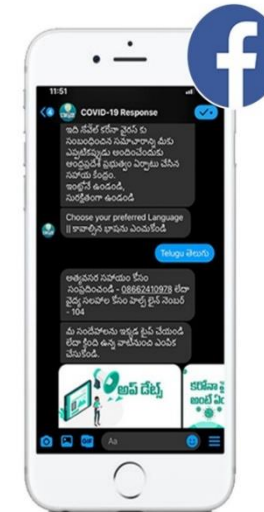 11:51
COVID-19 Response
ఇది నోవెల్ కరోనా వైరస్ కు
సంబంధించిన సమాచారాన్ని మీకు
ఎప్పటికప్పుడు అందించేందుకు
ఆంధ్రప్రదేశ్ ప్రభుత్వం ఏర్పాటు చేసిన
సహాయ కేంద్రం.
ఇంట్లోనే ఉండండి,
సురక్షితంగా ఉండండి
Choose your preferred Language
|| కావాల్సిన భాషను ఎంచుకోండి
Telugu తెలుగు
అత్యవసర సహాయం కోసం
సంప్రదించండి - 08662410978 లేదా
వైద్య సలహాల కోసం హెల్ప్ లైన్ నెంబర్
- 104
మీ సందేహాలను ఇక్కడ టైప్ చేయండి
లేదా క్రింది ఉన్న వాటినుంచి ఎంపిక
చేసుకోండి.
అప్ డేట్స్
కరోనా
అంటే
GIF
Aa